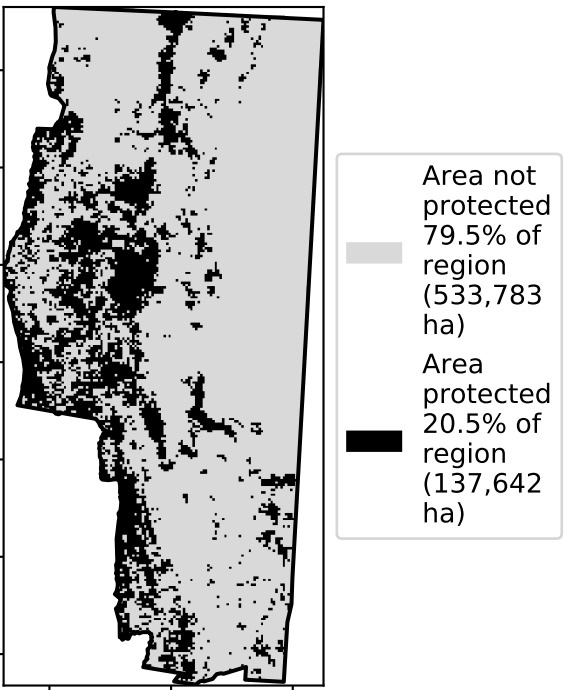 Area not
protected
79.5% of
region
(533,783
ha)
Area
protected
20.5% of
region
(137,642
ha)